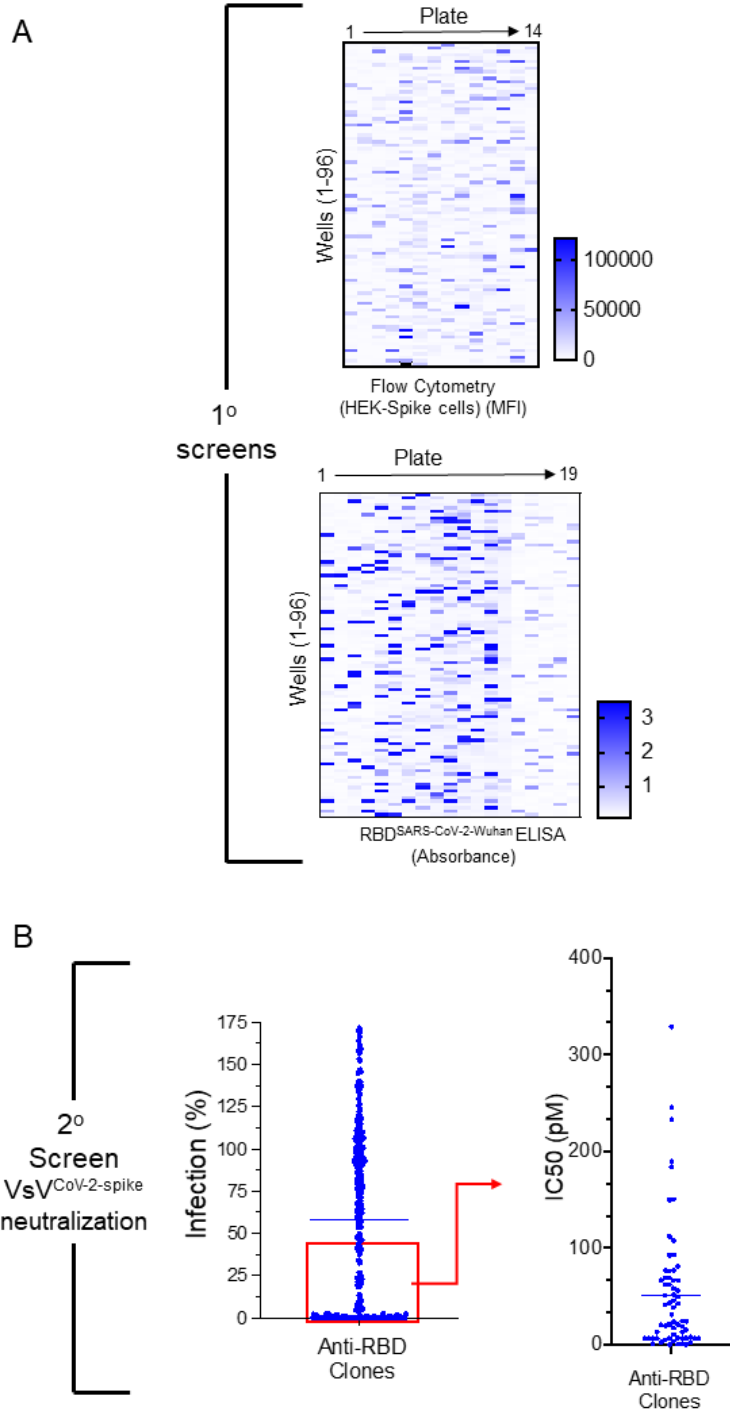 A
Plate
1 14
Wells (1-96)
100000
50000
0
Flow Cytometry
(HEK-Spike cells) (MFI)
1o
screens
Plate
1 19
Wells (1-96)
3
2
1
RBDSARS-CoV-2-Wuhan ELISA
(Absorbance)
B
2o
Screen
VsVCoV-2-spike
neutralization
Infection (%)
175
150
125
100
75
50
25
0
Anti-RBD
Clones
IC50 (pM)
400
300
200
100
0
Anti-RBD
Clones